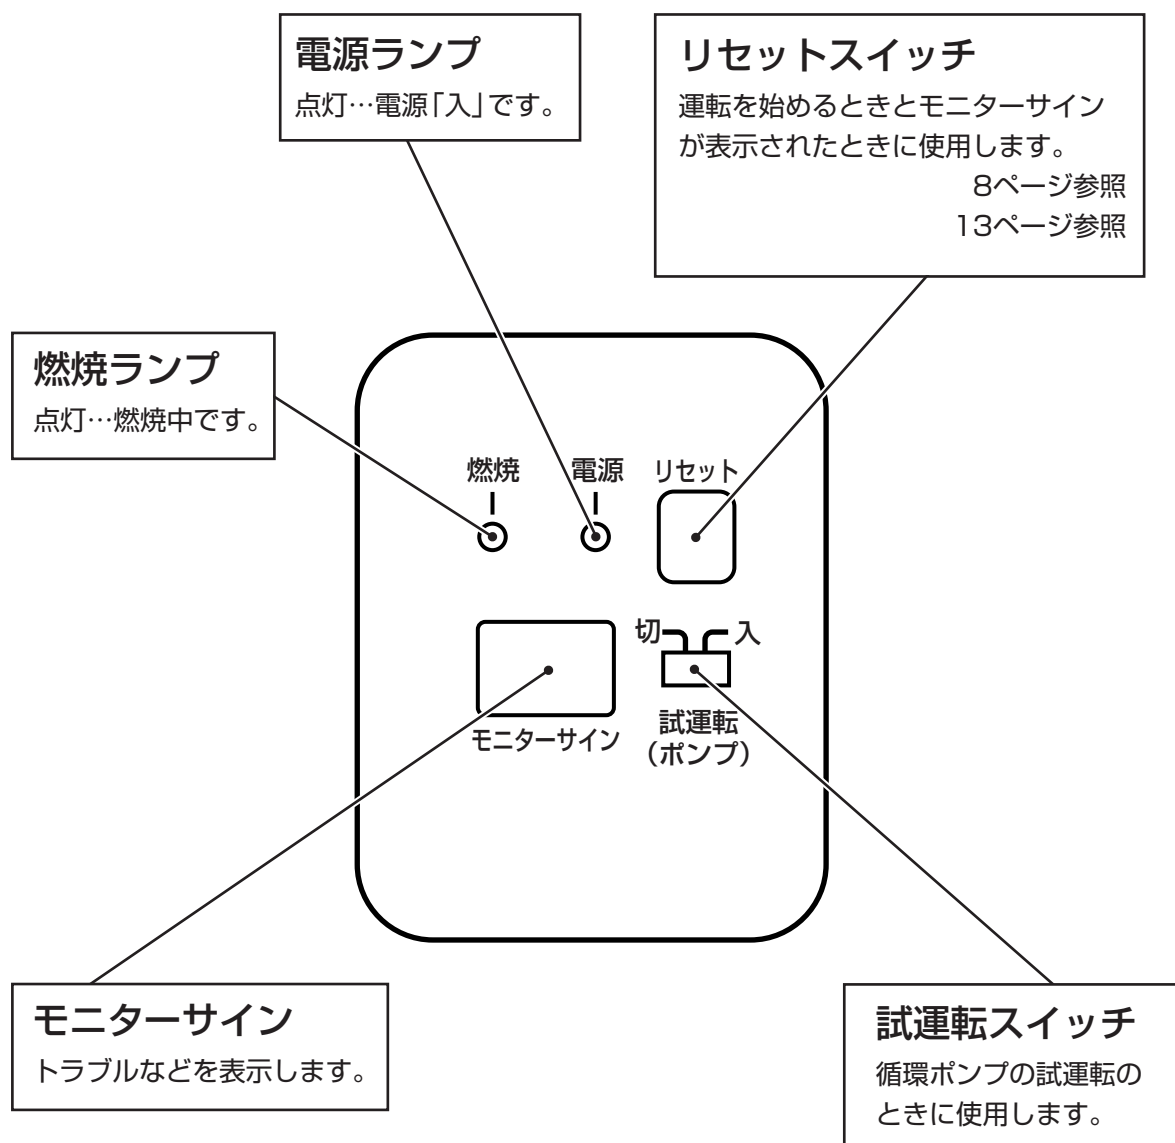 電源ランプ
点灯…電源「入」です。
リセットスイッチ
運転を始めるときとモニターサイン
が表示されたときに使用します。
8ページ参照
13ページ参照
燃焼ランプ
点灯…燃焼中です。
燃焼
電源
リセット
切
入
モニターサイン
試運転
（ポンプ）
モニターサイン
トラブルなどを表示します。
試運転スイッチ
循環ポンプの試運転の
ときに使用します。